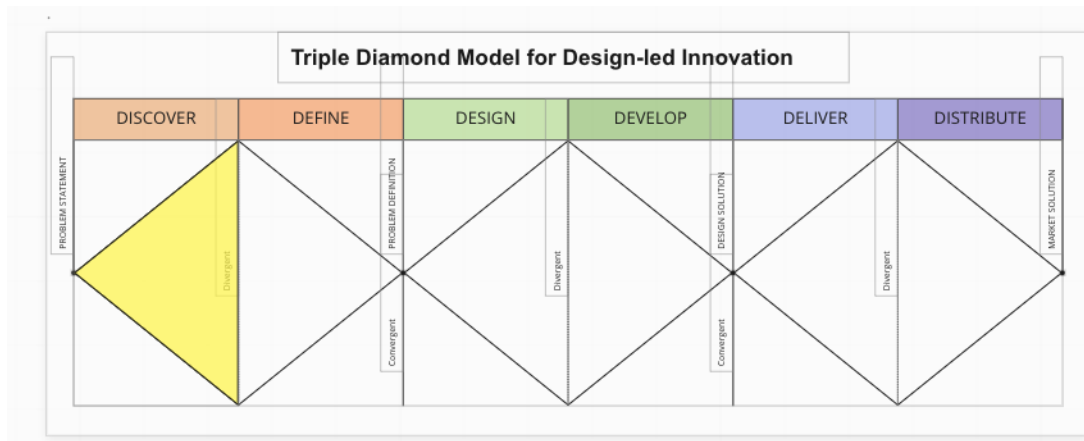 Triple Diamond Model for Design-led Innovation
DISCOVER
DEFINE
DESIGN
DEVELOP
DELIVER
DISTRIBUTE
PROBLEM STATEMENT
Divergent
PROBLEM DEFINITION
Convergent
Divergent
DESIGN SOLUTION
Convergent
Divergent
MARKET SOLUTION